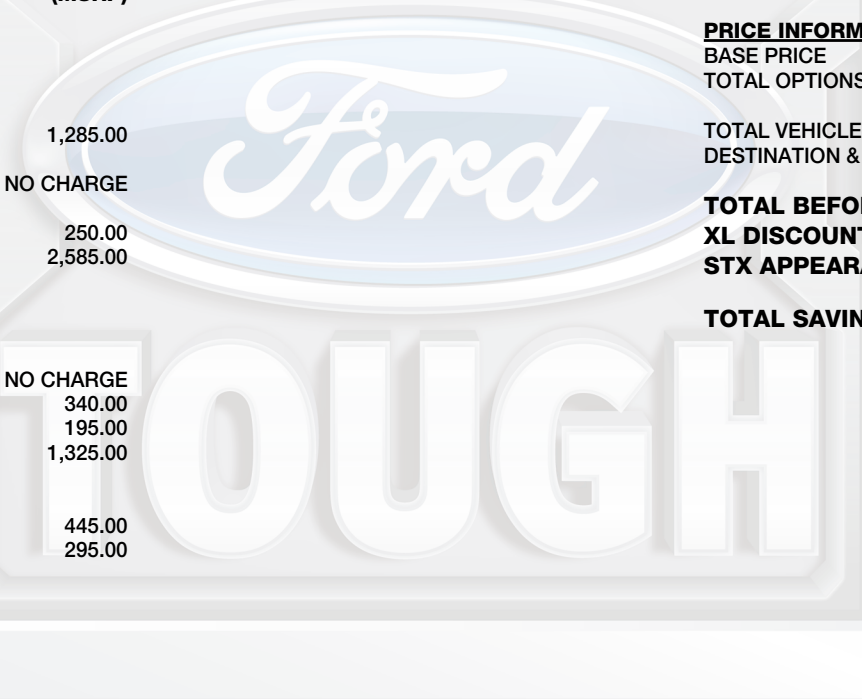 1,285.00
NO CHARGE
250.00
2,585.00
NO CHARGE
340.00
195.00
1,325.00
445.00
295.00
PRICE INFORM
BASE PRICE
TOTAL OPTIONS
TOTAL VEHICLE
DESTINATION &
TOTAL BEFO
XL DISCOUNT
STX APPEAR
TOTAL SAVIN
Ford
TOUGH